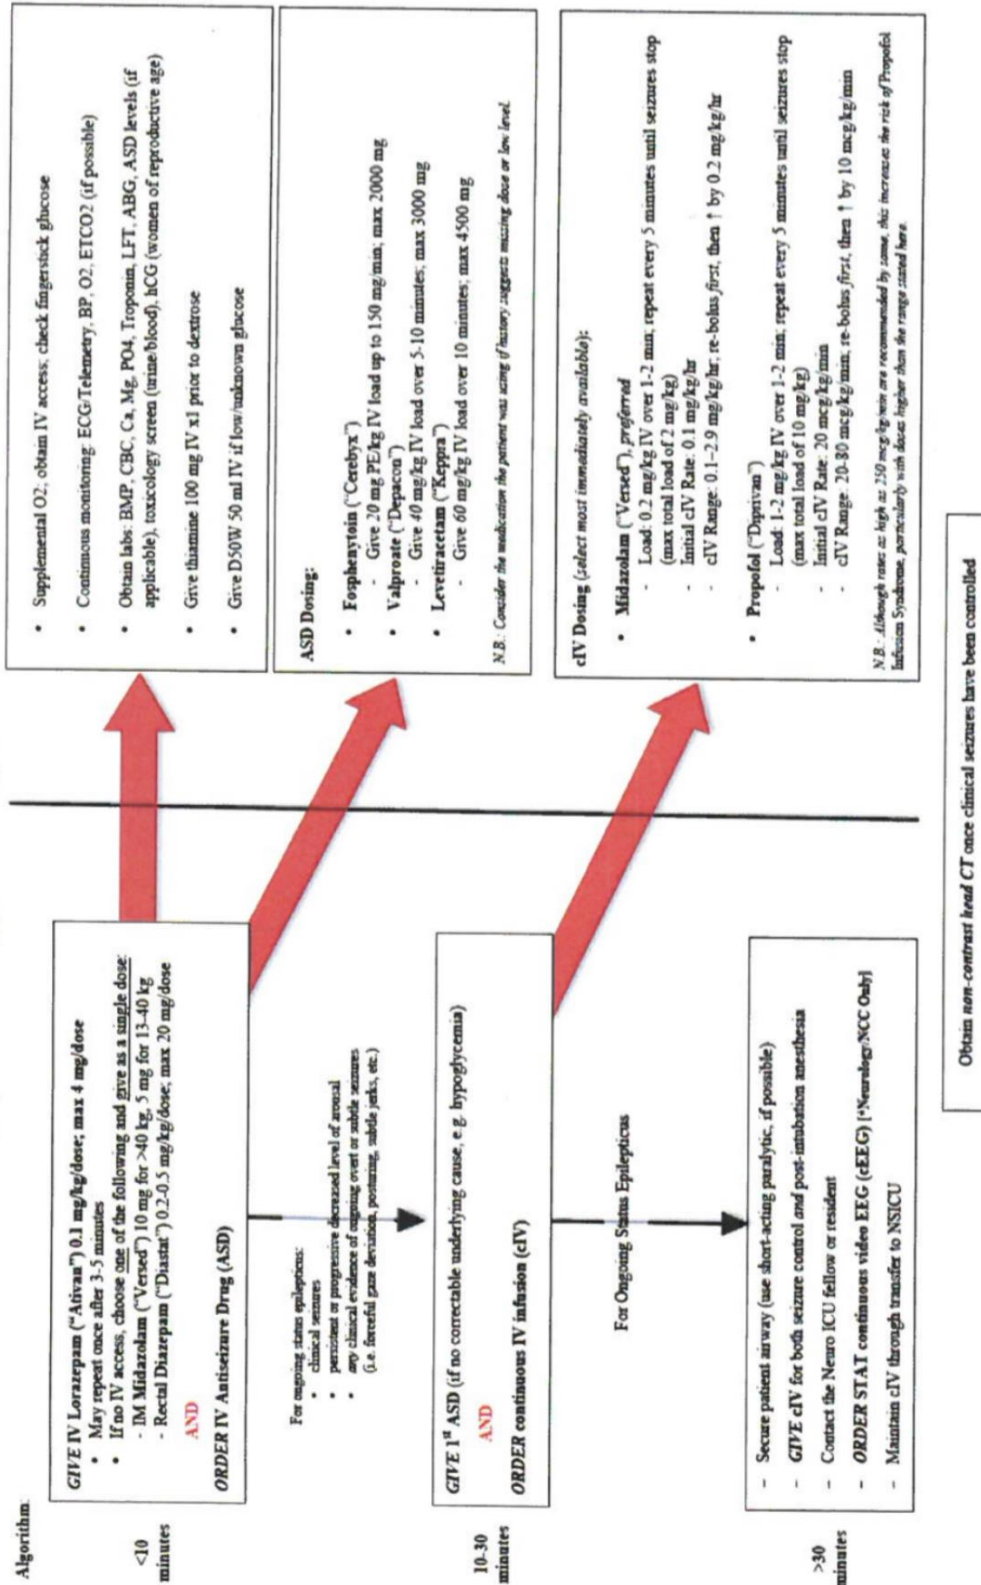 Algorithm:
<10
minutes
GIVE IV Lorazepam (“Ativan”) 0.1 mg/kg/dose; max 4 mg/dose
• May repeat once after 3-5 minutes
• If no IV access, choose one of the following and give as a single dose:
- IM Midazolam (“Versed”) 10 mg for >40 kg, 5 mg for 13-40 kg
- Rectal Diazepam (“Diastat”) 0.2-0.5 mg/kg/dose; max 20 mg/dose
AND
ORDER IV Antiseizure Drug (ASD)
• Supplemental O2; obtain IV access; check fingerstick glucose
• Continuous monitoring: ECG/Telemetry, BP, O2, ETCO2 (if possible)
• Obtain labs: BMP, CBC, Ca, Mg, PO4, Troponin, LFT, ABG, ASD levels (if
applicable), toxicology screen (urine/blood), hCG (women of reproductive age)
• Give thiamine 100 mg IV x1 prior to dextrose
• Give D50W 50 ml IV if low/unknown glucose
For ongoing status epilepticus:
• clinical seizures
• persistent or progressive decreased level of arousal
• any clinical evidence of ongoing overt or subtle seizures
(i.e. forceful gaze deviation, posturing, subtle jerks, etc.)
ASD Dosing:
• Fosphenytoin (“Cerebyx”)
- Give 20 mg PE/kg IV load up to 150 mg/min; max 2000 mg
• Valproate (“Depacon”)
- Give 40 mg/kg IV load over 5-10 minutes; max 3000 mg
• Levetiracetam (“Keppra”)
- Give 60 mg/kg IV load over 10 minutes; max 4500 mg
N.B.: Consider the medication the patient was using if history suggests missing dose or low level.
10-30
minutes
GIVE 1st ASD (if no correctable underlying cause, e.g. hypoglycemia)
AND
ORDER continuous IV infusion (cIV)
For Ongoing Status Epilepticus
cIV Dosing (select most immediately available):
• Midazolam (“Versed”), preferred
- Load: 0.2 mg/kg IV over 1-2 min; repeat every 5 minutes until seizures stop
(max total load of 2 mg/kg)
- Initial cIV Rate: 0.1 mg/kg/hr
- cIV Range: 0.1-2.9 mg/kg/hr; re-bolus first, then ↑ by 0.2 mg/kg/hr
• Propofol (“Diprivan”)
- Load: 1-2 mg/kg IV over 1-2 min; repeat every 5 minutes until seizures stop
(max total load of 10 mg/kg)
- Initial cIV Rate: 20 mcg/kg/min
- cIV Range: 20-80 mcg/kg/min; re-bolus first, then ↑ by 10 mcg/kg/min
N.B.: Although rates as high as 250 mcg/kg/min are recommended by some, this increases the risk of Propofol
Infusion Syndrome, particularly with doses higher than the range stated here.
>30
minutes
- Secure patient airway (use short-acting paralytic, if possible)
- GIVE cIV for both seizure control and post-intubation anesthesia
- Contact the Neuro ICU fellow or resident
- ORDER STAT continuous video EEG (cEEG) [*Neurology/NCC Only]
- Maintain cIV through transfer to NSICU
Obtain non-contrast head CT once clinical seizures have been controlled